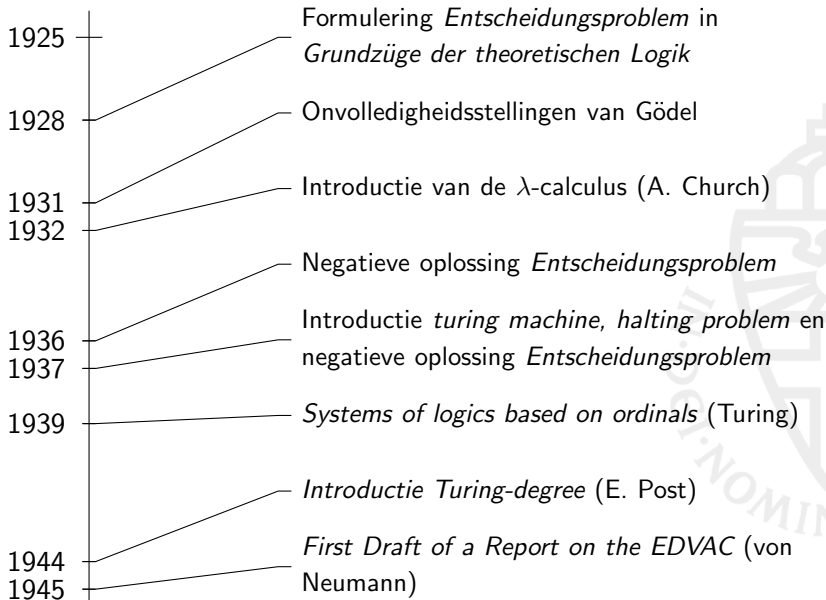 1925
Formulering Entscheidungsproblem in
Grundzüge der theoretischen Logik
1928
Onvolledigheidsstellingen van Gödel
1931
Introductie van de λ-calculus (A. Church)
1932
Negatieve oplossing Entscheidungsproblem
1936
Introductie turing machine, halting problem en
negatieve oplossing Entscheidungsproblem
1937
Systems of logics based on ordinals (Turing)
1939
Introductie Turing-degree (E. Post)
1944
First Draft of a Report on the EDVAC (von
Neumann)
1945